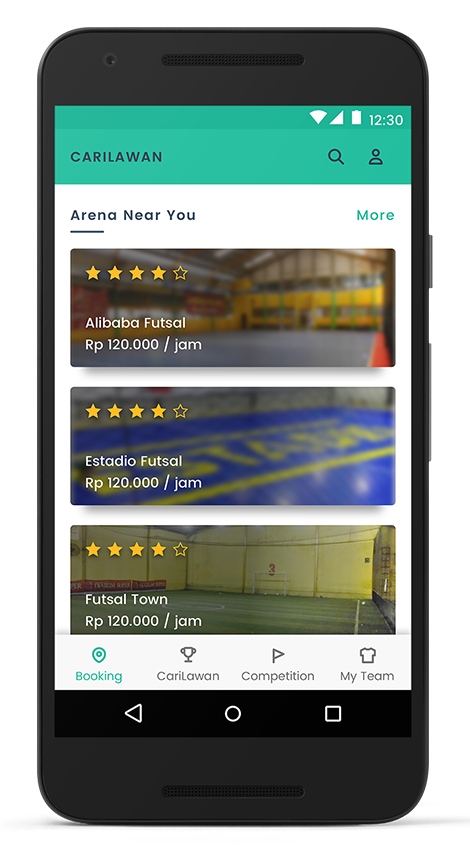 12:30
CARILAWAN
Arena Near You
More
Alibaba Futsal
Rp 120.000 / jam
Estadio Futsal
Rp 120.000 / jam
3
Futsal Town
Rp 120.000 / jam
Booking
CariLawan
Competition
My Team